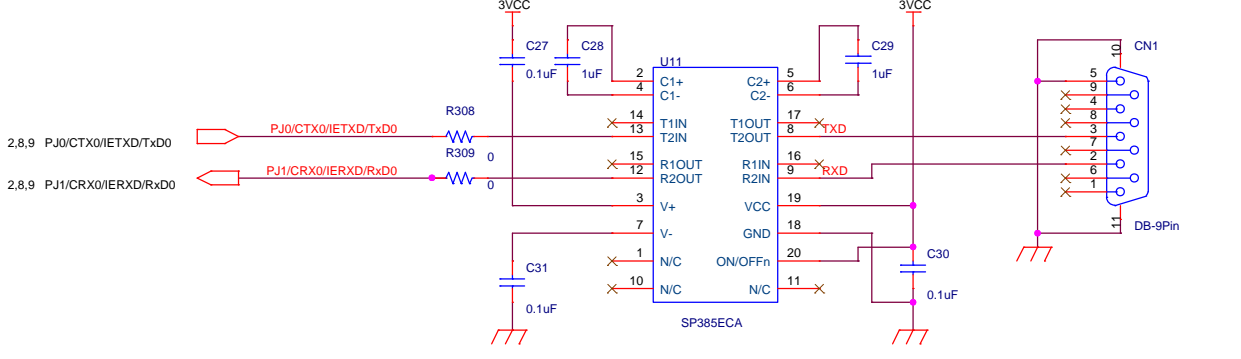 3VCC
3VCC
C27
0.1uF
C28
1uF
U11
C29
1uF
CN1
10
2 C1+
4 C1-
C2+ 5
C2- 6
5
9
4
8
3
7
2
6
1
R308
14 T1IN
13 T2IN
T1OUT 17
T2OUT 8 TXD
PJ0/CTX0/IETXD/TxD0
2,8,9 PJ0/CTX0/IETXD/TxD0
R309 0
15 R1OUT
12 R2OUT
R1IN 16
R2IN 9 RXD
PJ1/CRX0/IERXD/RxD0
2,8,9 PJ1/CRX0/IERXD/RxD0
0
3 V+
VCC 19
7 V-
GND 18
11
DB-9Pin
1 N/C
ON/OFFn 20
C30
0.1uF
C31
0.1uF
10 N/C
N/C 11
SP385ECA